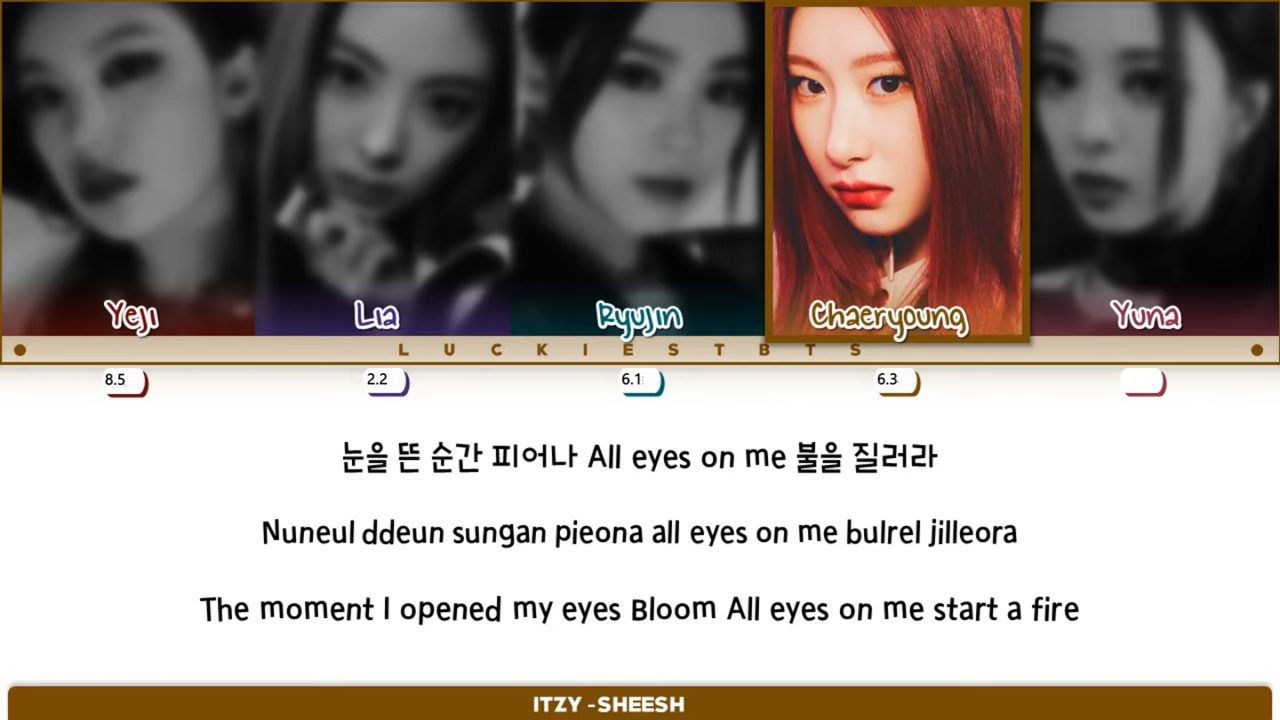 Yeji Lia Ryujin Chaeryoung Yuna
LUCKIESTBTS
8.5 2.2 6.1 6.3
눈을 뜬 순간 피어나 All eyes on me 불을 질러라
Nuneul ddeun sungan pieona all eyes on me bulrel jilleora
The moment I opened my eyes Bloom All eyes on me start a fire
ITZY -SHEESH